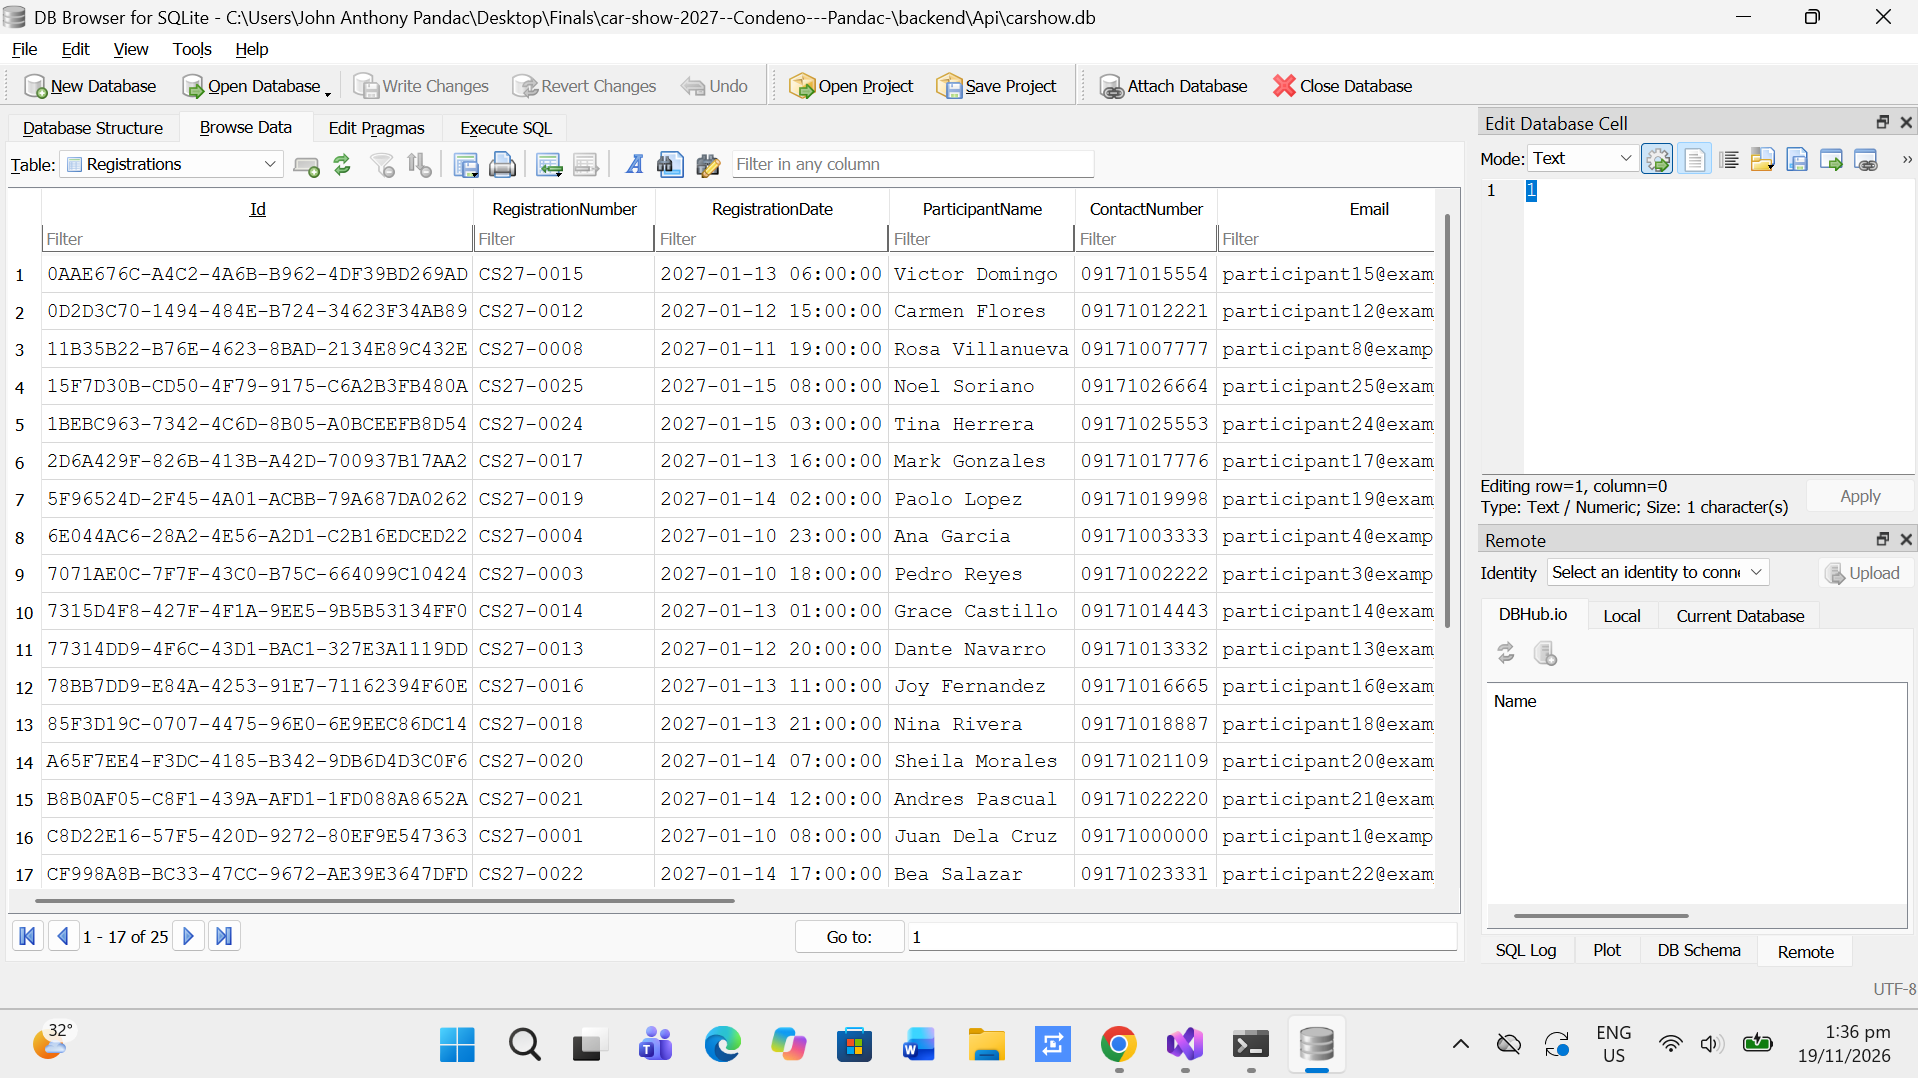 DB Browser for SQLite - C:\Users\John Anthony Pandac\Desktop\Finals\car-show-2027--Condeno---Pandac-\backend\Api\carshow.db
File Edit View Tools Help
New Database Open Database Write Changes Revert Changes Undo Open Project Save Project Attach Database Close Database
Database Structure Browse Data Edit Pragmas Execute SQL
Table: Registrations Filter in any column
Id RegistrationNumber RegistrationDate ParticipantName ContactNumber Email
Filter Filter Filter Filter Filter Filter
1 0AAE676C-A4C2-4A6B-B962-4DF39BD269AD CS27-0015 2027-01-13 06:00:00 Victor Domingo 09171015554 participant15@exam
2 0D2D3C70-1494-484E-B724-34623F34AB89 CS27-0012 2027-01-12 15:00:00 Carmen Flores 09171012221 participant12@exam
3 11B35B22-B76E-4623-8BAD-2134E89C432E CS27-0008 2027-01-11 19:00:00 Rosa Villanueva 09171007777 participant8@examp
4 15F7D30B-CD50-4F79-9175-C6A2B3FB480A CS27-0025 2027-01-15 08:00:00 Noel Soriano 09171026664 participant25@exam
5 1BEBC963-7342-4C6D-8B05-A0BCEEFB8D54 CS27-0024 2027-01-15 03:00:00 Tina Herrera 09171025553 participant24@exam
6 2D6A429F-826B-413B-A42D-700937B17AA2 CS27-0017 2027-01-13 16:00:00 Mark Gonzales 09171017776 participant17@exam
7 5F96524D-2F45-4A01-ACBB-79A687DA0262 CS27-0019 2027-01-14 02:00:00 Paolo Lopez 09171019998 participant19@exam
8 6E044AC6-28A2-4E56-A2D1-C2B16EDCED22 CS27-0004 2027-01-10 23:00:00 Ana Garcia 09171003333 participant4@examp
9 7071AE0C-7F7F-43C0-B75C-664099C10424 CS27-0003 2027-01-10 18:00:00 Pedro Reyes 09171002222 participant3@examp
10 7315D4F8-427F-4F1A-9EE5-9B5B53134FF0 CS27-0014 2027-01-13 01:00:00 Grace Castillo 09171014443 participant14@exam
11 77314DD9-4F6C-43D1-BAC1-327E3A1119DD CS27-0013 2027-01-12 20:00:00 Dante Navarro 09171013332 participant13@exam
12 78BB7DD9-E84A-4253-91E7-71162394F60E CS27-0016 2027-01-13 11:00:00 Joy Fernandez 09171016665 participant16@exam
13 85F3D19C-0707-4475-96E0-6E9EEC86DC14 CS27-0018 2027-01-13 21:00:00 Nina Rivera 09171018887 participant18@exam
14 A65F7EE4-F3DC-4185-B342-9DB6D4D3C0F6 CS27-0020 2027-01-14 07:00:00 Sheila Morales 09171021109 participant20@exam
15 B8B0AF05-C8F1-439A-AFD1-1FD088A8652A CS27-0021 2027-01-14 12:00:00 Andres Pascual 09171022220 participant21@exam
16 C8D22E16-57F5-420D-9272-80EF9E547363 CS27-0001 2027-01-10 08:00:00 Juan Dela Cruz 09171000000 participant1@examp
17 CF998A8B-BC33-47CC-9672-AE39E3647DFD CS27-0022 2027-01-14 17:00:00 Bea Salazar 09171023331 participant22@exam
1 - 17 of 25 Go to: 1
Edit Database Cell
Mode: Text
1 1
Editing row=1, column=0
Type: Text / Numeric; Size: 1 character(s)
Apply
Remote
Identity Select an identity to conne Upload
DBHub.io Local Current Database
Name
SQL Log Plot DB Schema Remote
UTF-8
32°
ENG
US
1:36 pm
19/11/2026